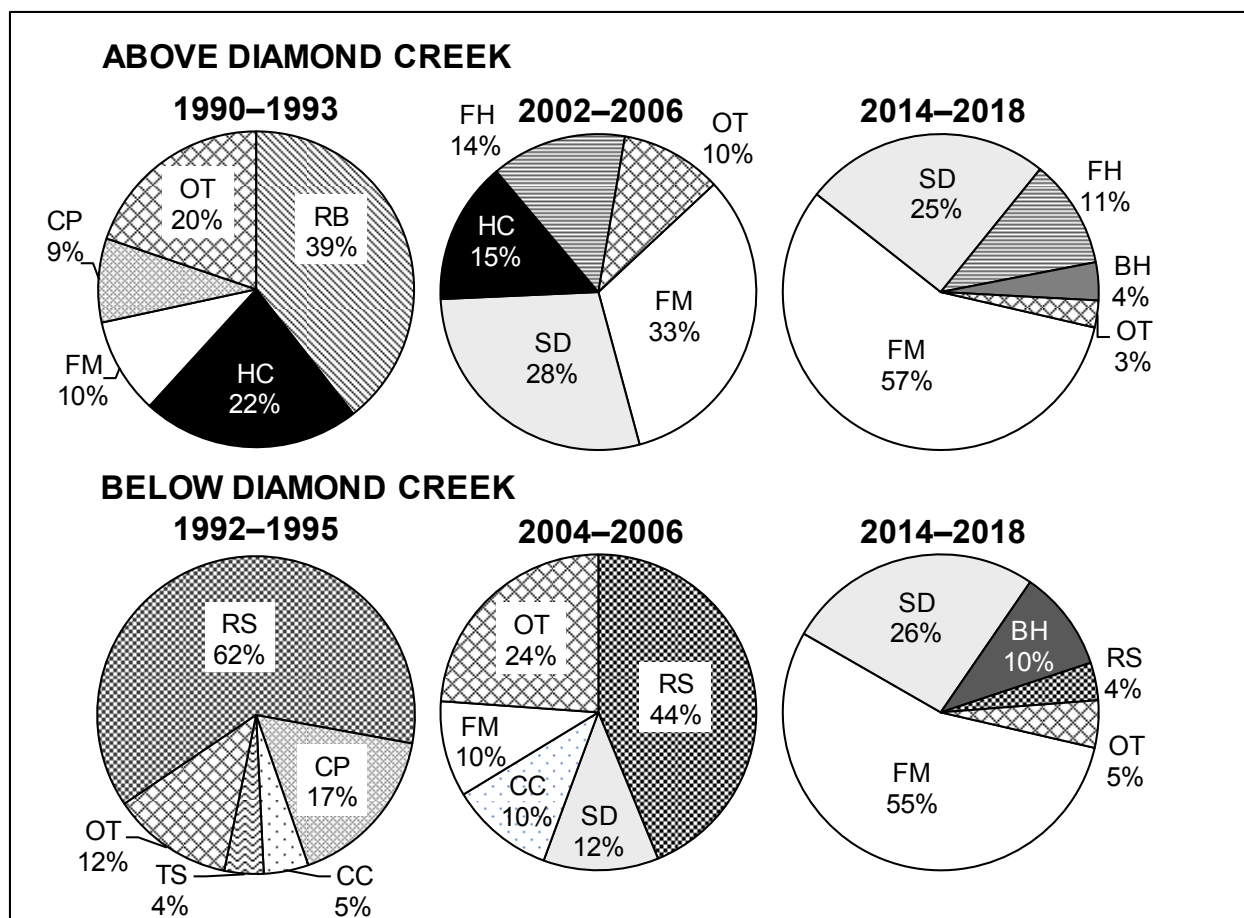 ABOVE DIAMOND CREEK
1990–1993
OT
20%
RB
39%
CP
9%
FM
10%
HC
22%
2002–2006
FH
14%
OT
10%
HC
15%
FM
33%
SD
28%
2014–2018
SD
25%
FH
11%
BH
4%
OT
3%
FM
57%
BELOW DIAMOND CREEK
1992–1995
RS
62%
CP
17%
OT
12%
TS
4%
CC
5%
2004–2006
OT
24%
RS
44%
FM
10%
CC
10%
SD
12%
2014–2018
SD
26%
BH
10%
RS
4%
OT
5%
FM
55%